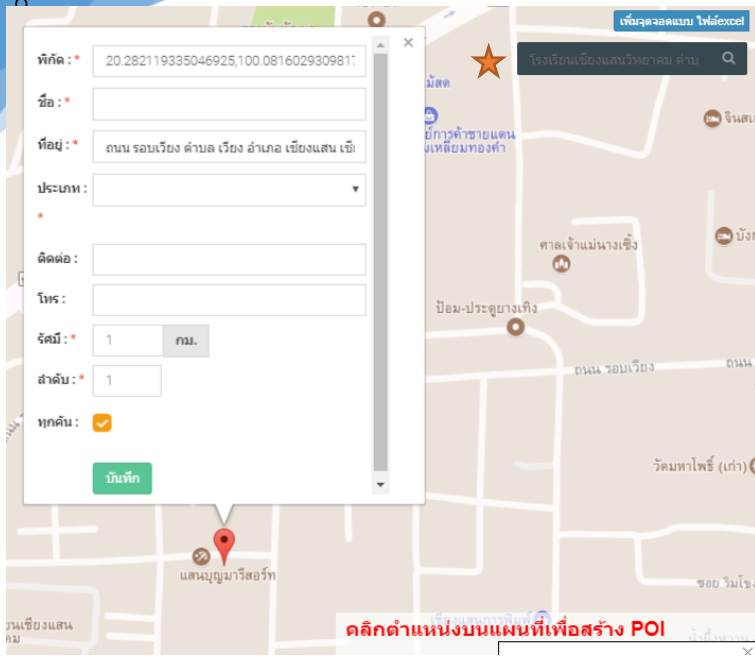 เพิ่มจุดจอดแบบ ไฟล์excel
โรงเรียนเชียงแสนวิทยาคม ตำบ
พิกัด : *
20.282119335046925,100.0816029309817
ชื่อ : *
ที่อยู่ : *
ถนน รอบเวียง ตำบล เวียง อำเภอ เชียงแสน เชี
ประเภท :
*
ติดต่อ :
โทร :
รัศมี : *
1
กม.
สำดับ : *
1
ทุกคัน :
บันทึก
ศาลเจ้าแม่นางเซิ้ง
ป้อม-ประตูยางเทิง
ถนน รอบเวียง
ถนน
วัดมหาโพธิ์ (เก่า)
แสนบุญมารีสอร์ท
คลิกตำแหน่งบนแผนที่เพื่อสร้าง POI